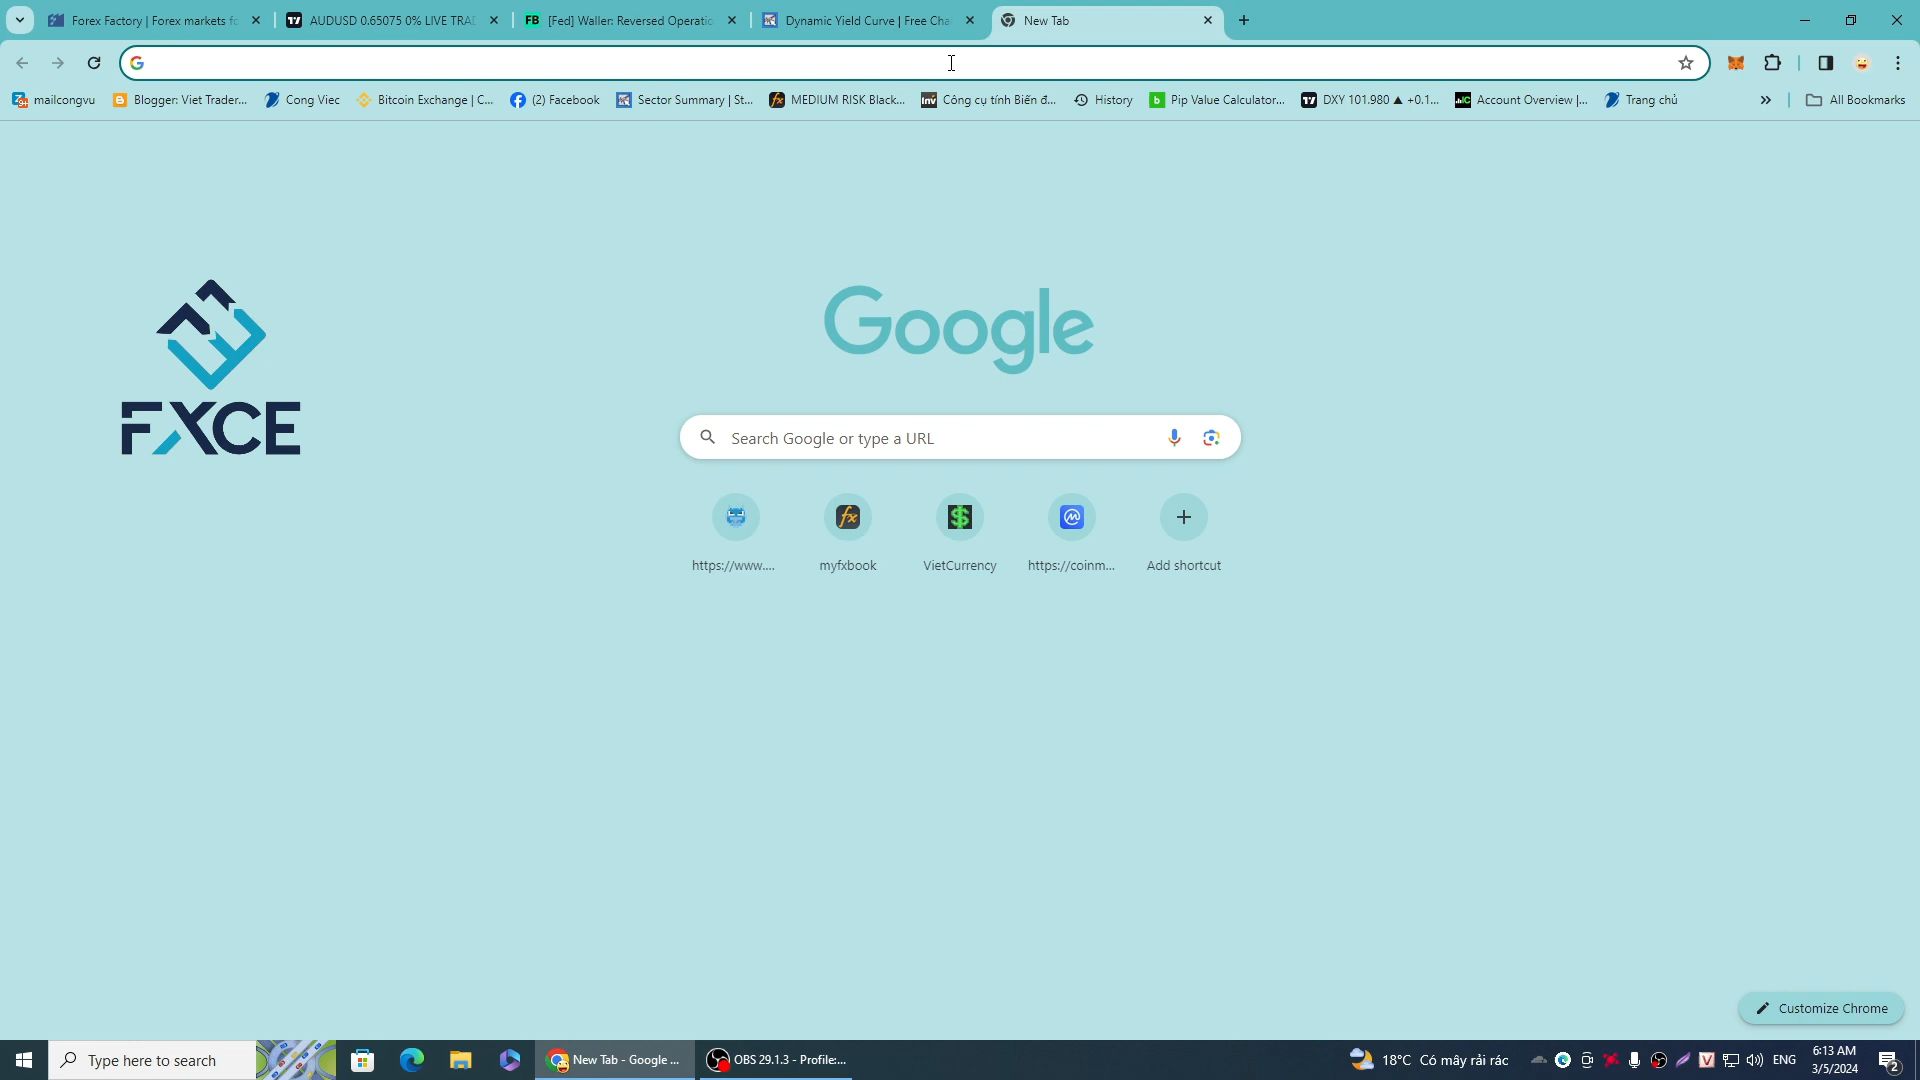 Forex Factory | Forex markets fo
AUDUSD 0.65075 0% LIVE TRA
FB [Fed] Waller: Reversed Operatio
Dynamic Yield Curve | Free Cha
New Tab
mailcongvu
Blogger: Viet Trader...
Cong Viec
Bitcoin Exchange | C...
(2) Facebook
Sector Summary | St...
MEDIUM RISK Black...
Inv Công cụ tính Biến đ...
History
b Pip Value Calculator...
DXY 101.980 ▲ +0.1...
Account Overview |...
Trang chủ
All Bookmarks
FXCE
Google
Search Google or type a URL
https://www....
fx myfxbook
VietCurrency
https://coinm...
Add shortcut
Customize Chrome
Type here to search
New Tab - Google ...
OBS 29.1.3 - Profile:...
18°C Có mây rải rác
V
ENG
6:13 AM
3/5/2024
2